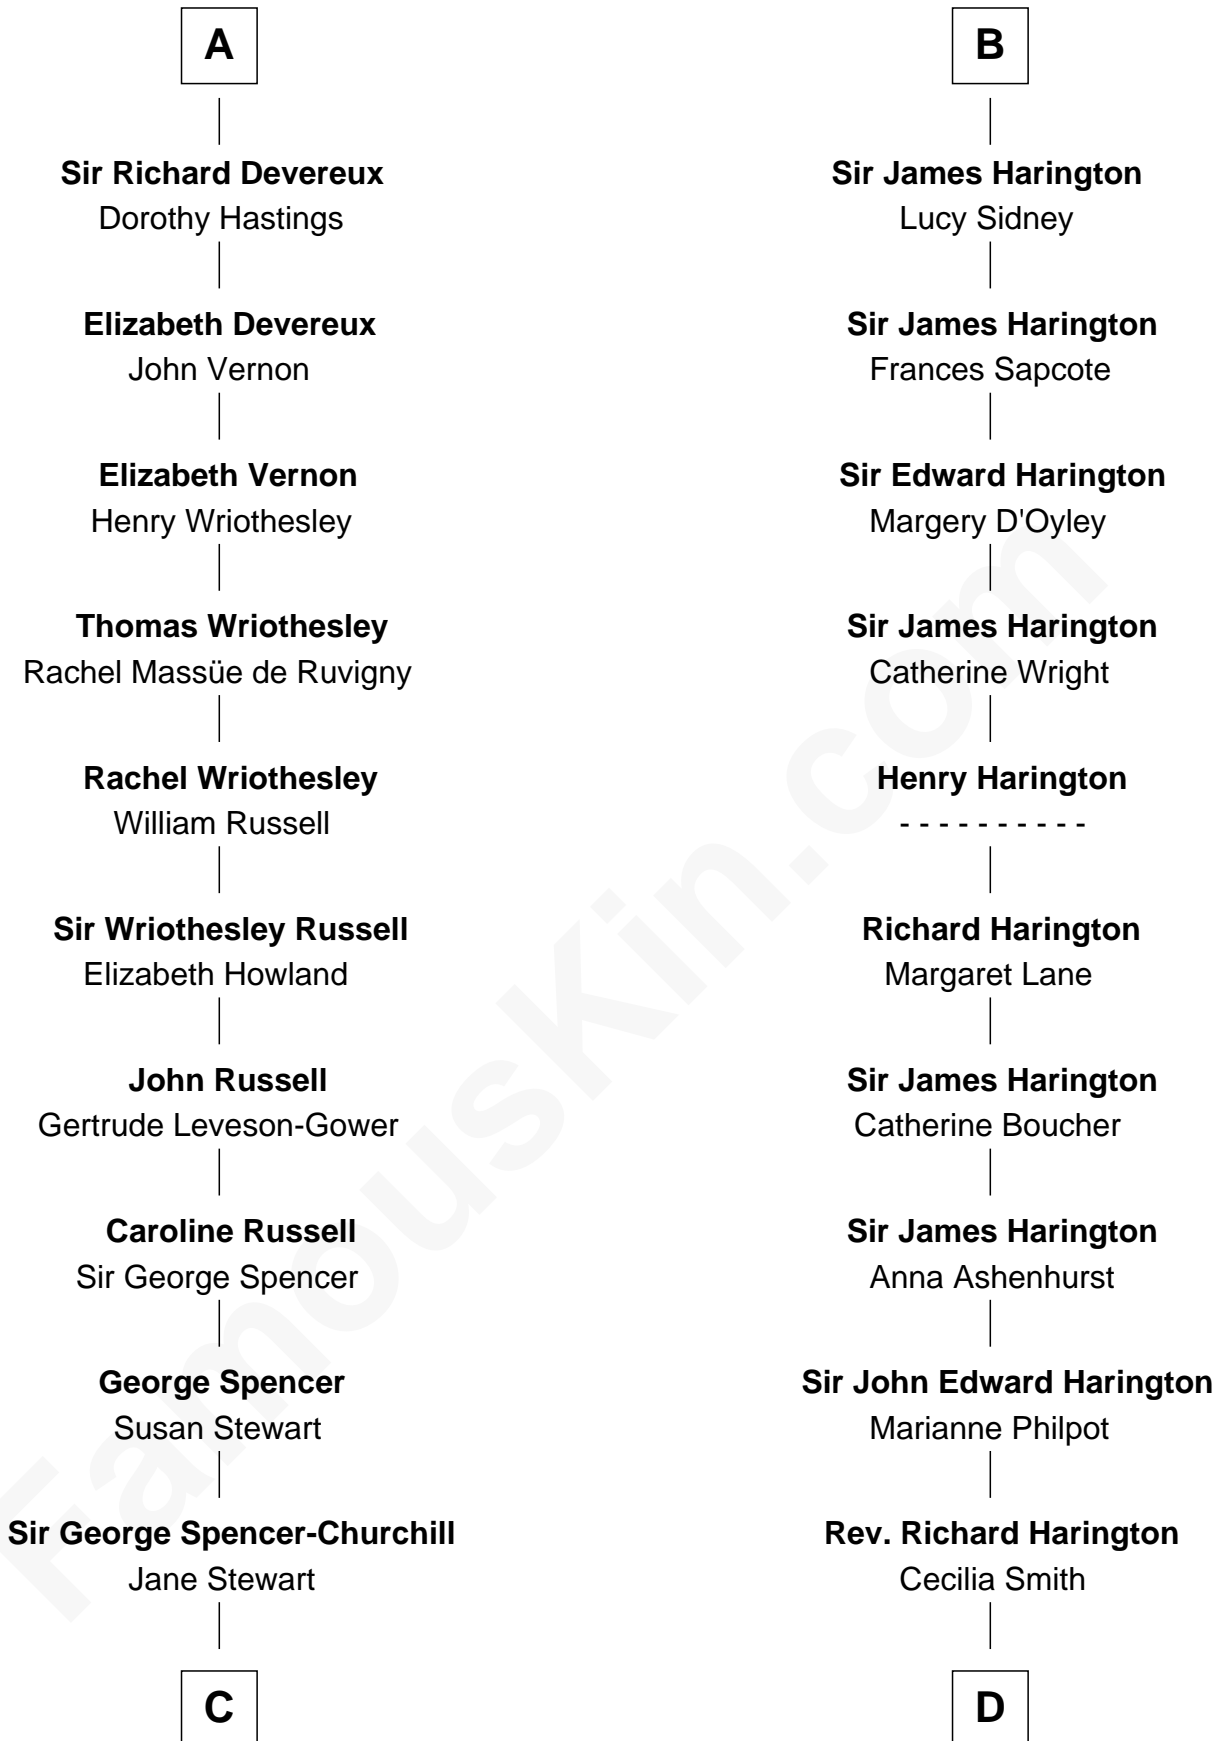 A
Sir Richard Devereux
Dorothy Hastings
Elizabeth Devereux
John Vernon
Elizabeth Vernon
Henry Wriothesley
Thomas Wriothesley
Rachel Massüe de Ruvigny
Rachel Wriothesley
William Russell
Sir Wriothesley Russell
Elizabeth Howland
John Russell
Gertrude Leveson-Gower
Caroline Russell
Sir George Spencer
George Spencer
Susan Stewart
Sir George Spencer-Churchill
Jane Stewart
C
B
Sir James Harington
Lucy Sidney
Sir James Harington
Frances Sapcote
Sir Edward Harington
Margery D'Oyley
Sir James Harington
Catherine Wright
Henry Harington
- - - - - - - - - -
Richard Harington
Margaret Lane
Sir James Harington
Catherine Boucher
Sir James Harington
Anna Ashenhurst
Sir John Edward Harington
Marianne Philpot
Rev. Richard Harington
Cecilia Smith
D
FamousKin.com